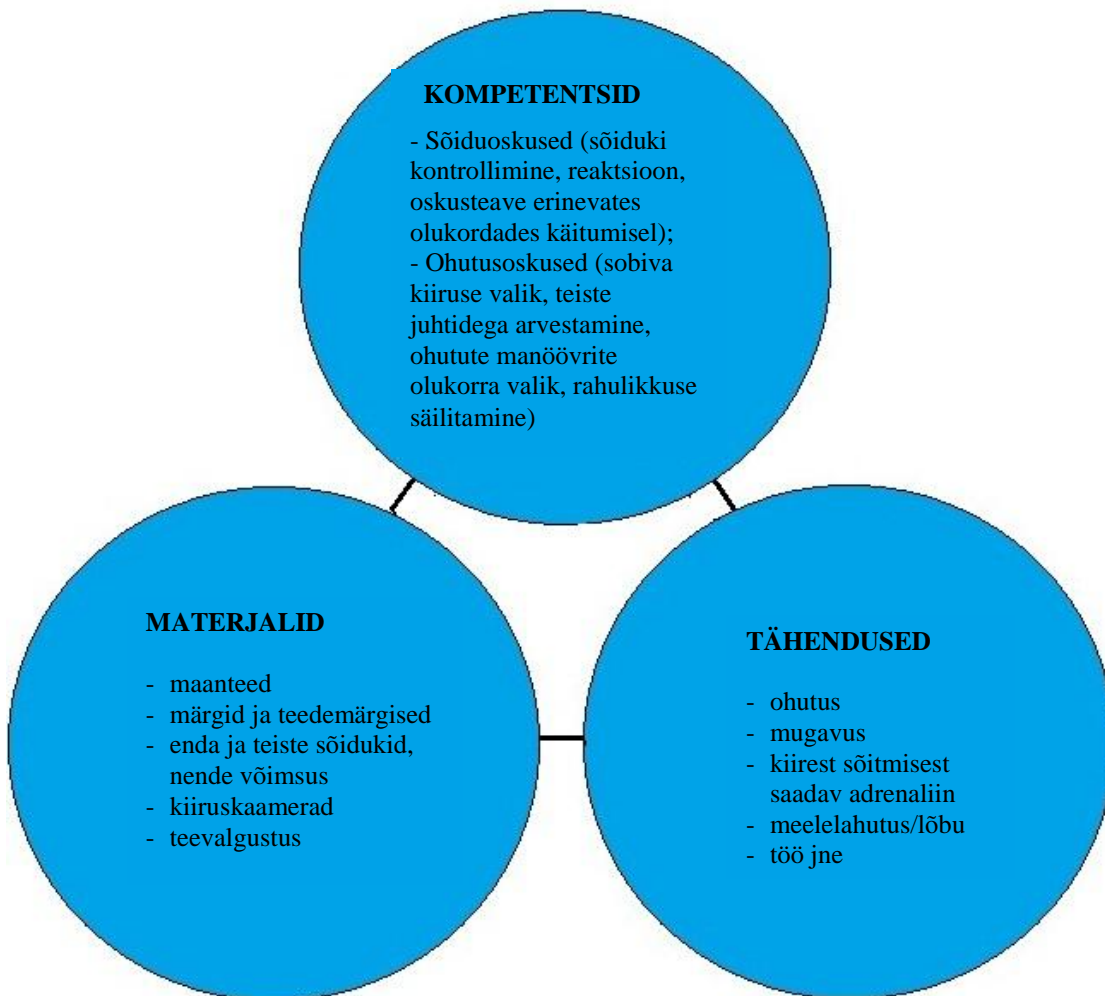 KOMPETENTSID
- Sõiduoskused (sõiduki
kontrollimine, reaktsioon,
oskusteave erinevates
olukordades käitumisel);
- Ohutusoskused (sobiva
kiiruse valik, teiste
juhtidega arvestamine,
ohutute manöövrite
olukorra valik, rahulikkuse
säilitamine)
MATERJALID
- maanteed
- märgid ja teedemärgised
- enda ja teiste sõidukid,
nende võimsus
- kiiruskaamerad
- teevalgustus
TÄHENDUSED
- ohutus
- mugavus
- kiirest sõitmisest
saadav adrenaliin
- meelelahutus/lõbu
- töö jne